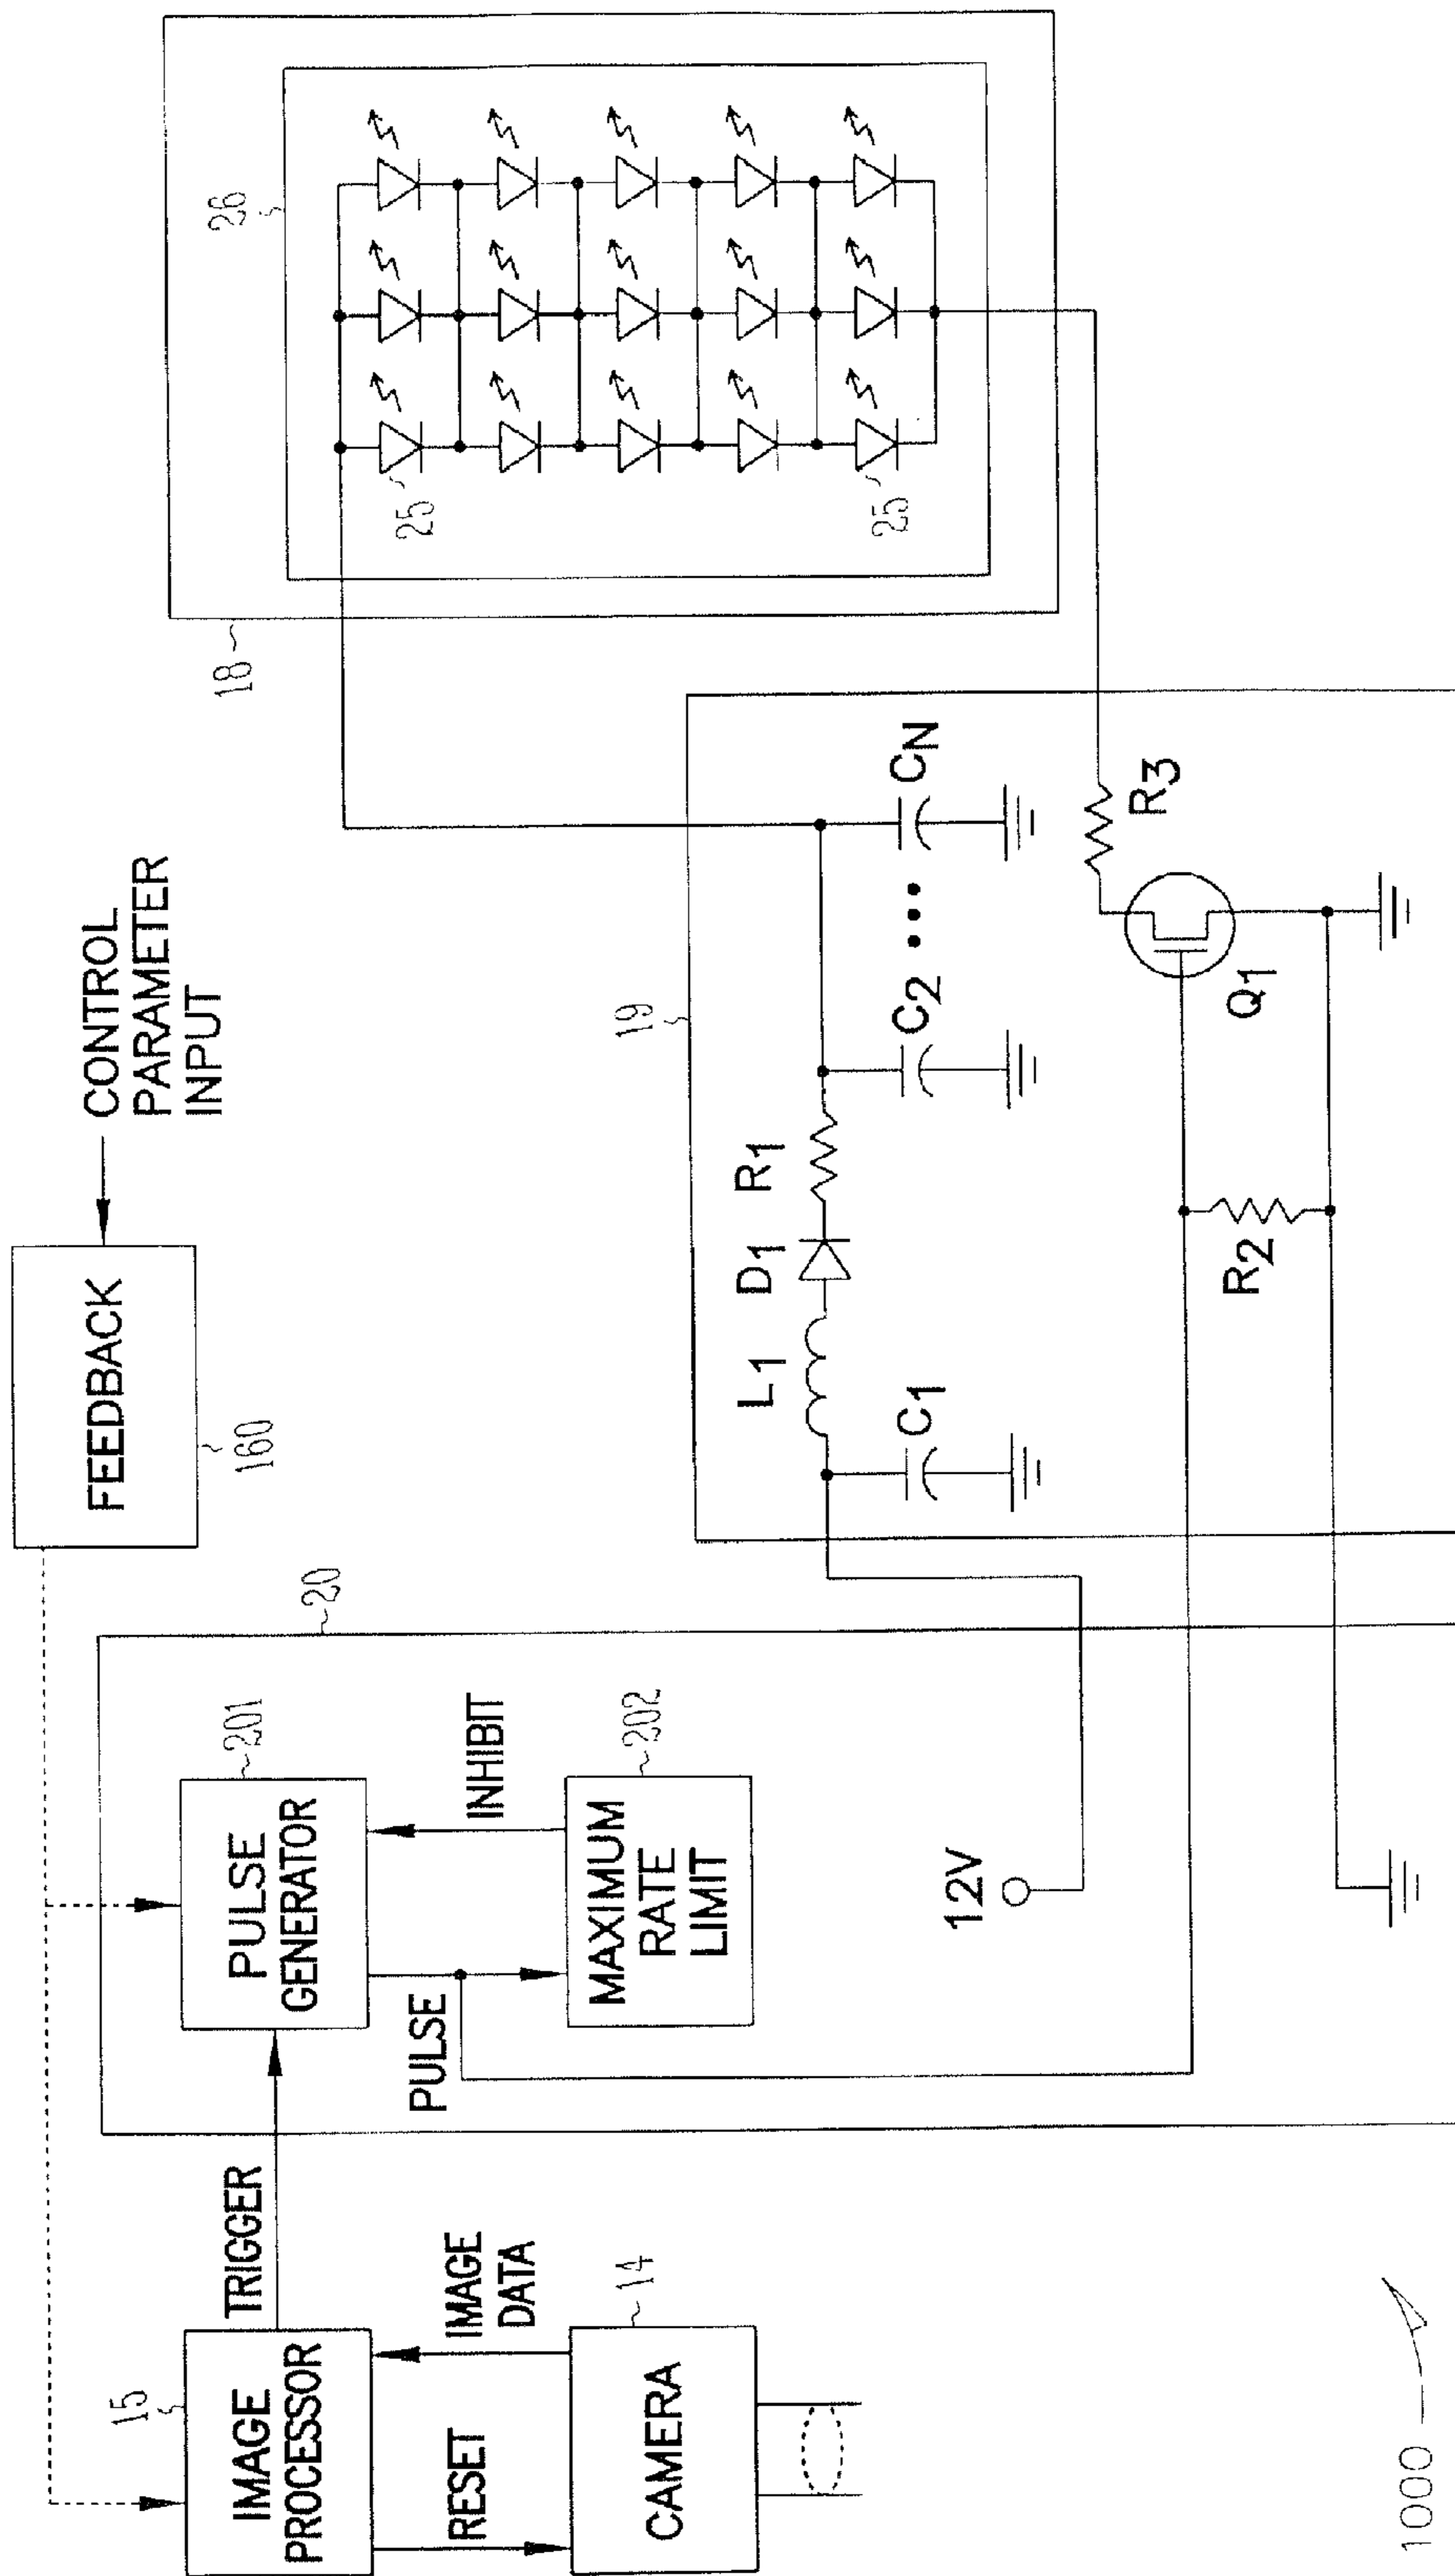 FEEDBACK
160
CONTROL
PARAMETER
INPUT
15
IMAGE
PROCESSOR
TRIGGER
RESET
IMAGE
DATA
14
CAMERA
20
201
PULSE
GENERATOR
PULSE
INHIBIT
202
MAXIMUM
RATE
LIMIT
12V
19
L1
D1
R1
C1
C2
CN
R2
Q1
R3
18
26
25
25
1000